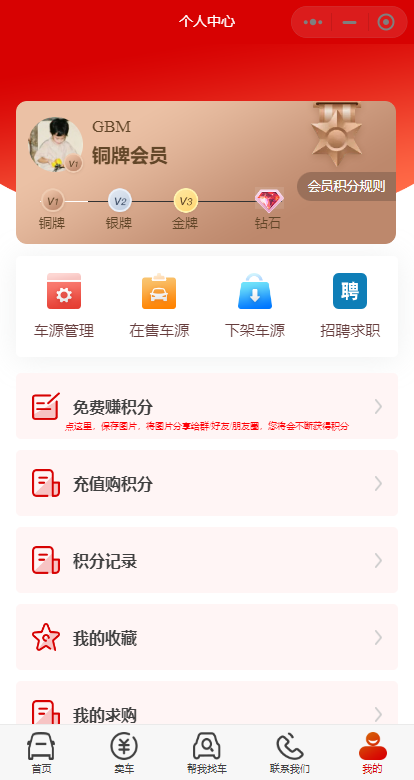 个人中心
GBM
铜牌会员
V1
会员积分规则
V1
V2
V3
铜牌
银牌
金牌
钻石
聘
车源管理
在售车源
下架车源
招聘求职
免费赚积分
点这里，保存图片，将图片分享给群/好友/朋友圈，您将会不断获得积分
充值购积分
积分记录
我的收藏
我的求购
首页
卖车
帮我找车
联系我们
我的